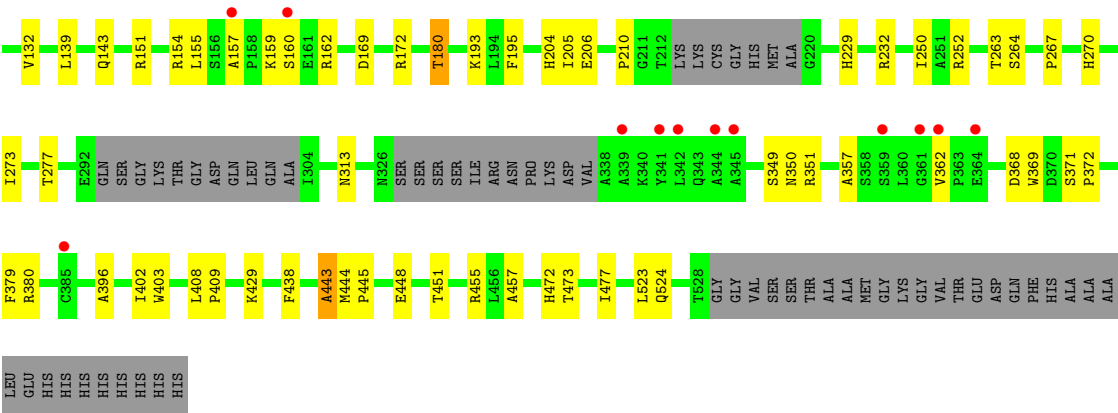 V132 L139 Q143 R151 R154 L155 S156 A157 P158 K159 S160 E161 R162 D169 R172 T180 K193 L194 F195 H204 I205 E206 P210 G211 T212 LYS LYS CYS GLY HIS MET ALA G220 H229 R232 I250 A251 R252 T263 S264 P267 H270
I273 T277 E292 GLN SER GLY LYS THR GLY ASP GLN LEU GLN ALA I304 N313 N326 SER SER SER SER ILE ARG ASN PRO LYS ASP VAL A338 A339 K340 Y341 L342 Q343 A344 A345 S349 N350 R351 A357 S358 S359 L360 G361 V362 P363 E364 D368 W369 D370 S371 P372
F379 R380 C385 A396 I402 W403 L408 P409 K429 F438 A443 M444 P445 E448 T451 R455 L456 A457 H472 T473 I477 L523 Q524 T528 GLY GLY VAL SER SER THR ALA ALA MET GLY LYS GLY VAL THR GLU ASP GLN PHE HIS ALA ALA ALA
LEU GLU HIS HIS HIS HIS HIS HIS HIS